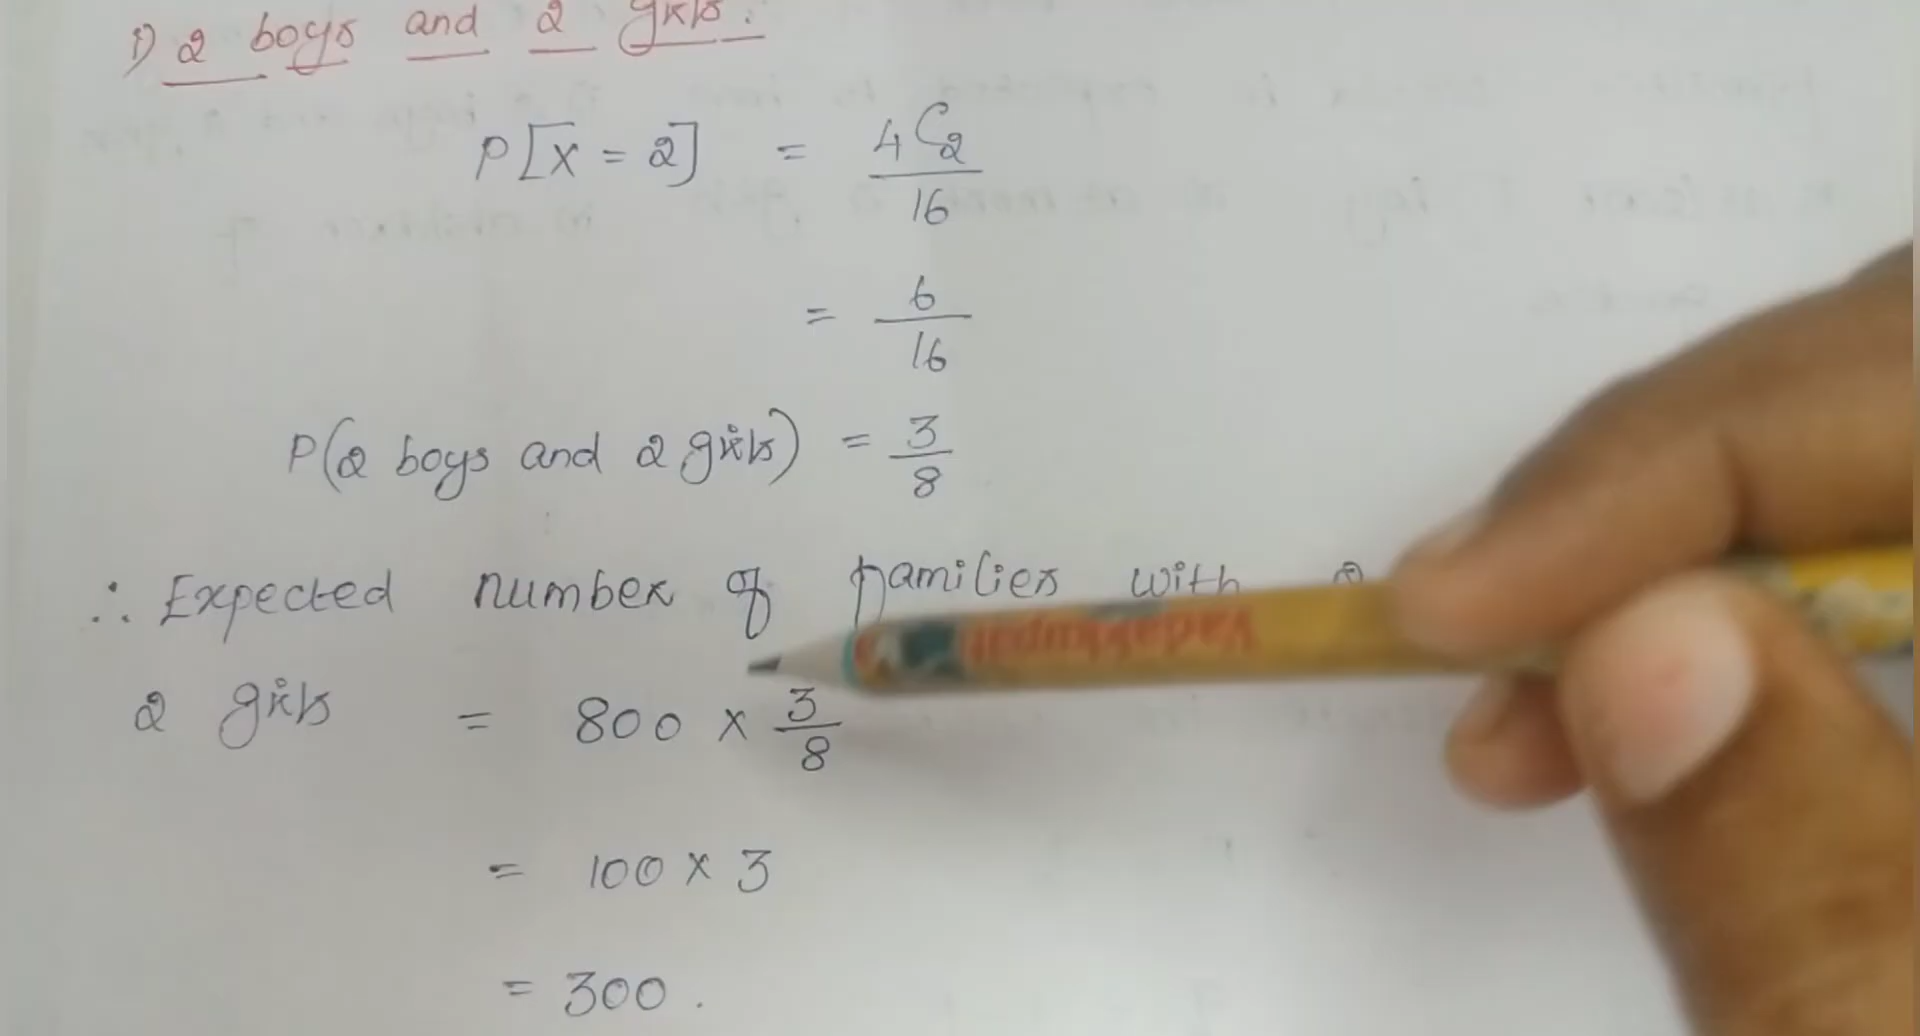 i) 2 boys and 2 girls.
P[X = 2] = 4C2/16
= 6/16
P(2 boys and 2 girls) = 3/8
∴ Expected number of families with 2
2 girls = 800 × 3/8
= 100 × 3
= 300.